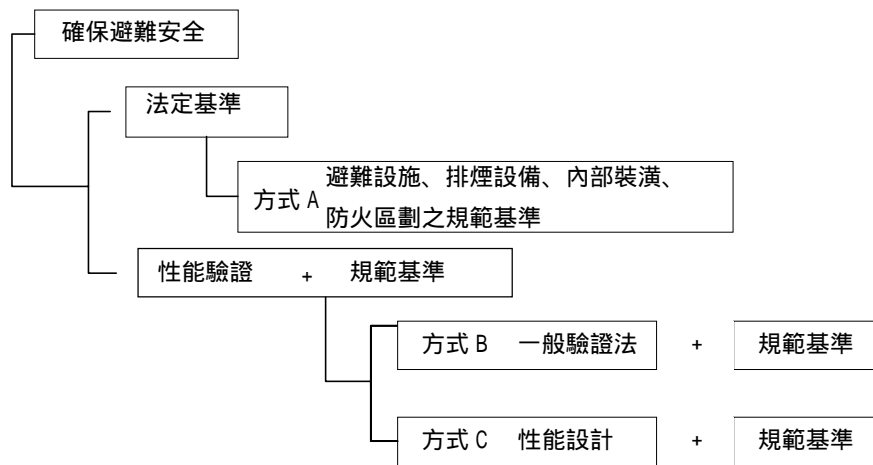 確保避難安全
法定基準
方式 A 避難設施、排煙設備、內部裝潢、
防火區劃之規範基準
性能驗證 + 規範基準
方式 B 一般驗證法 + 規範基準
方式 C 性能設計 + 規範基準